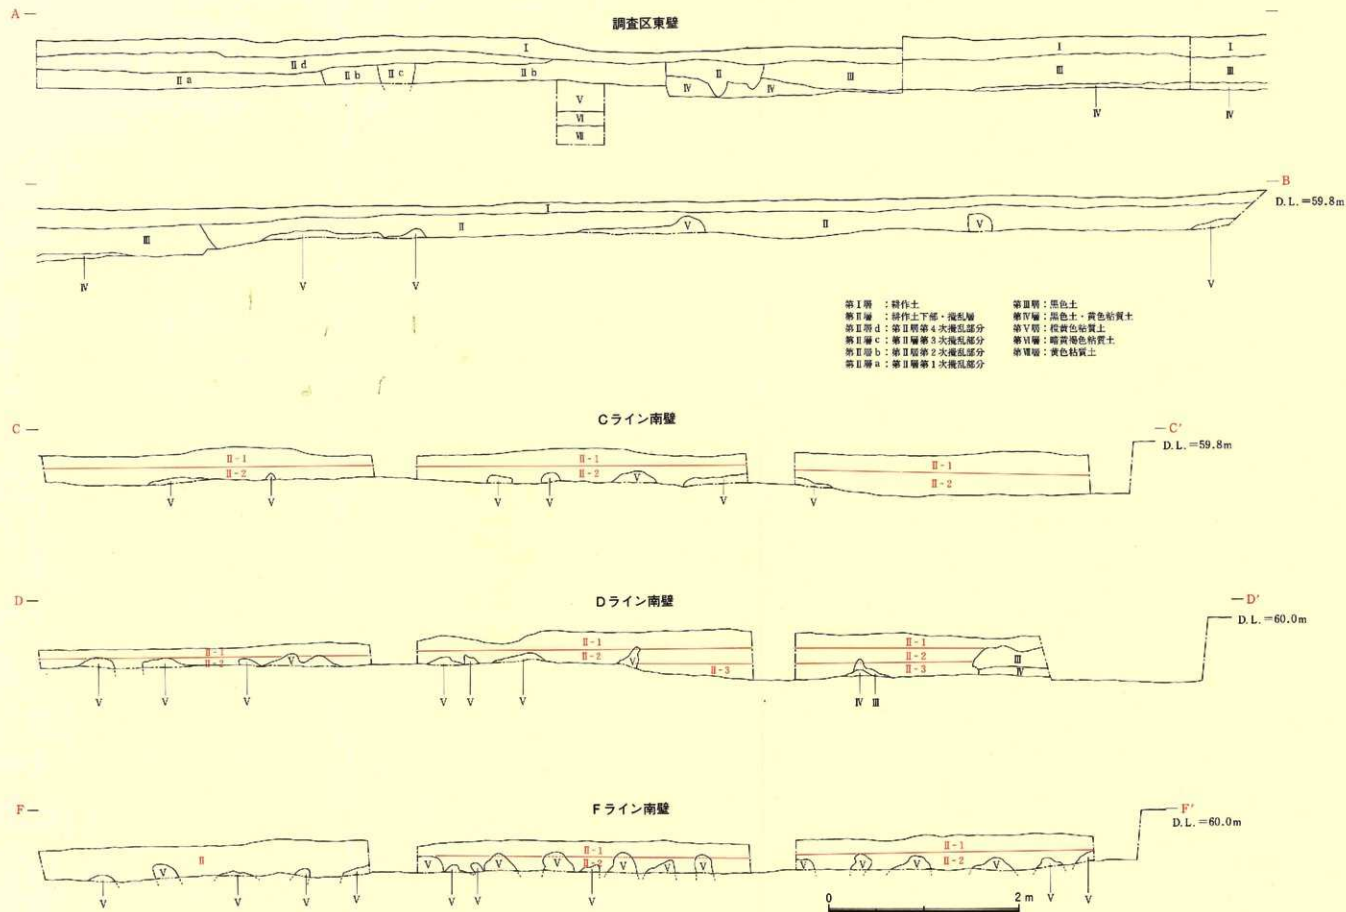 調査区東壁
A
I I I
Ⅱd Ⅱa Ⅱb Ⅱc Ⅱb Ⅱ Ⅲ Ⅲ Ⅲ
Ⅳ Ⅳ
Ⅴ
Ⅵ
Ⅶ
Ⅳ Ⅳ
B
D.L.=59.8m
I
Ⅲ Ⅱ Ⅴ Ⅱ Ⅴ
Ⅳ Ⅴ Ⅴ Ⅴ
第Ⅰ層 :耕作土
第Ⅱ層 :耕作土下部・攪乱層
第Ⅱ層d:第Ⅱ層第4次攪乱部分
第Ⅱ層c:第Ⅱ層第3次攪乱部分
第Ⅱ層b:第Ⅱ層第2次攪乱部分
第Ⅱ層a:第Ⅱ層第1次攪乱部分
第Ⅲ層:黒色土
第Ⅳ層:黒色土・黄色粘質土
第Ⅴ層:橙黄色粘質土
第Ⅵ層:暗黄褐色粘質土
第Ⅶ層:黄色粘質土
Cライン南壁
C C'
D.L.=59.8m
Ⅱ-1 Ⅱ-1 Ⅱ-1
Ⅱ-2 Ⅱ-2 Ⅴ Ⅱ-2
Ⅴ Ⅴ Ⅴ Ⅴ Ⅴ Ⅴ
Dライン南壁
D D'
D.L.=60.0m
Ⅱ-1 Ⅱ-1 Ⅱ-1
Ⅱ-2 Ⅴ Ⅱ-2 Ⅴ Ⅱ-2 Ⅲ
Ⅱ-3 Ⅱ-3 Ⅳ
Ⅴ Ⅴ Ⅴ Ⅴ Ⅴ Ⅴ Ⅳ Ⅲ
Fライン南壁
F F'
D.L.=60.0m
Ⅱ Ⅱ-1 Ⅱ-1
Ⅴ Ⅴ Ⅴ Ⅴ Ⅱ-2 Ⅴ Ⅴ Ⅴ Ⅴ Ⅴ Ⅴ Ⅱ-2 Ⅴ
Ⅴ Ⅴ Ⅴ Ⅴ Ⅴ Ⅴ Ⅴ Ⅴ Ⅴ
0 2m